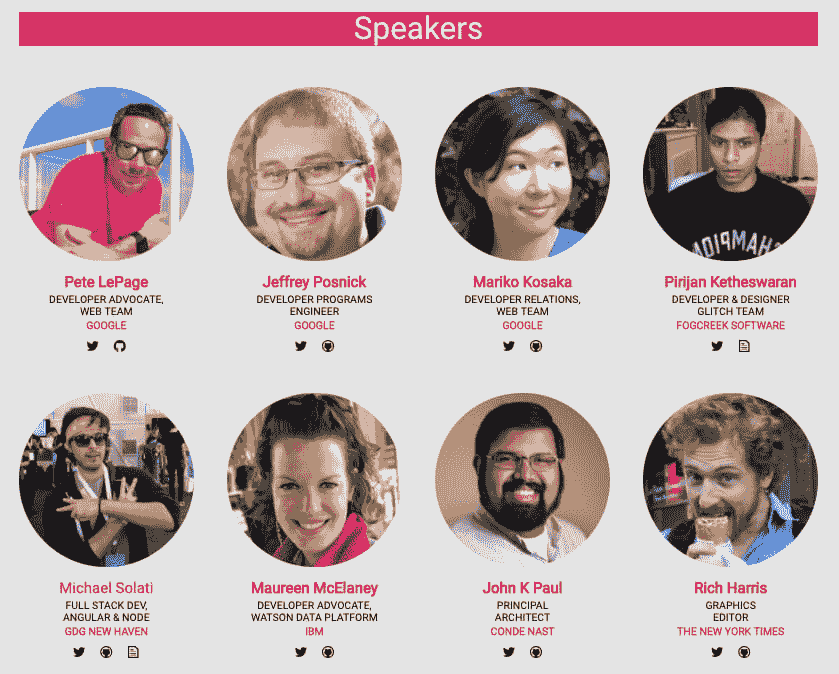 Speakers
Pete LePage
DEVELOPER ADVOCATE,
WEB TEAM
GOOGLE
Jeffrey Posnick
DEVELOPER PROGRAMS
ENGINEER
GOOGLE
Mariko Kosaka
DEVELOPER RELATIONS,
WEB TEAM
GOOGLE
Pirijan Ketheswaran
DEVELOPER & DESIGNER
GLITCH TEAM
FOGCREEK SOFTWARE
Michael Solati
FULL STACK DEV,
ANGULAR & NODE
GDG NEW HAVEN
Maureen McElaney
DEVELOPER ADVOCATE,
WATSON DATA PLATFORM
IBM
John K Paul
PRINCIPAL
ARCHITECT
CONDE NAST
Rich Harris
GRAPHICS
EDITOR
THE NEW YORK TIMES